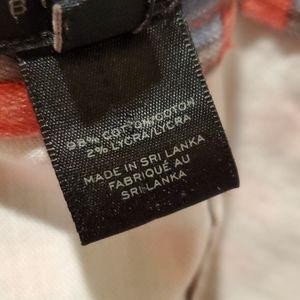 98% COTTON/COTON
2% LYCRA/LYCRA
MADE IN SRI LANKA
FABRIQUÉ AU
SRI-LANKA